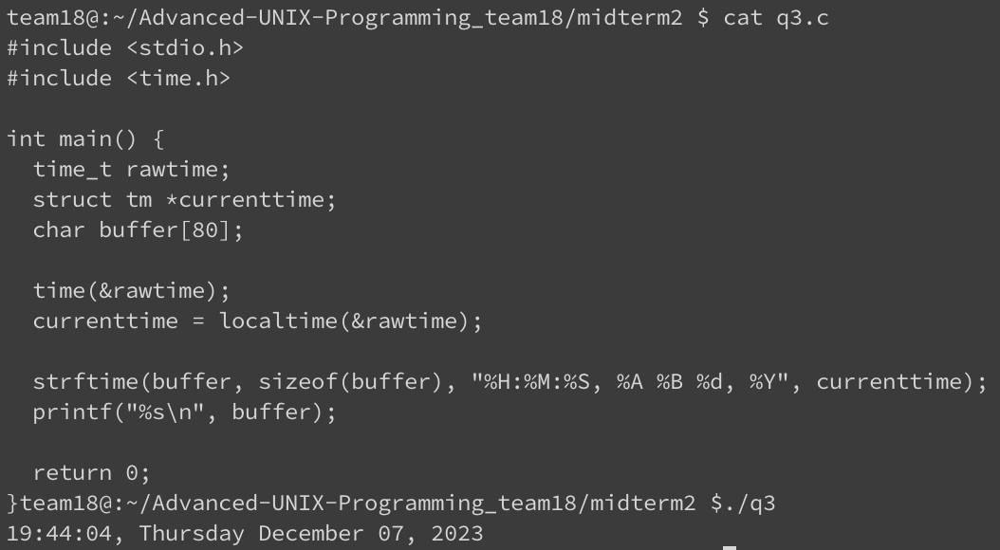 team18@:~/Advanced-UNIX-Programming_team18/midterm2 $ cat q3.c
#include <stdio.h>
#include <time.h>

int main() {
  time_t rawtime;
  struct tm *currenttime;
  char buffer[80];

  time(&rawtime);
  currenttime = localtime(&rawtime);

  strftime(buffer, sizeof(buffer), "%H:%M:%S, %A %B %d, %Y", currenttime);
  printf("%s\n", buffer);

  return 0;
}team18@:~/Advanced-UNIX-Programming_team18/midterm2 $./q3
19:44:04, Thursday December 07, 2023